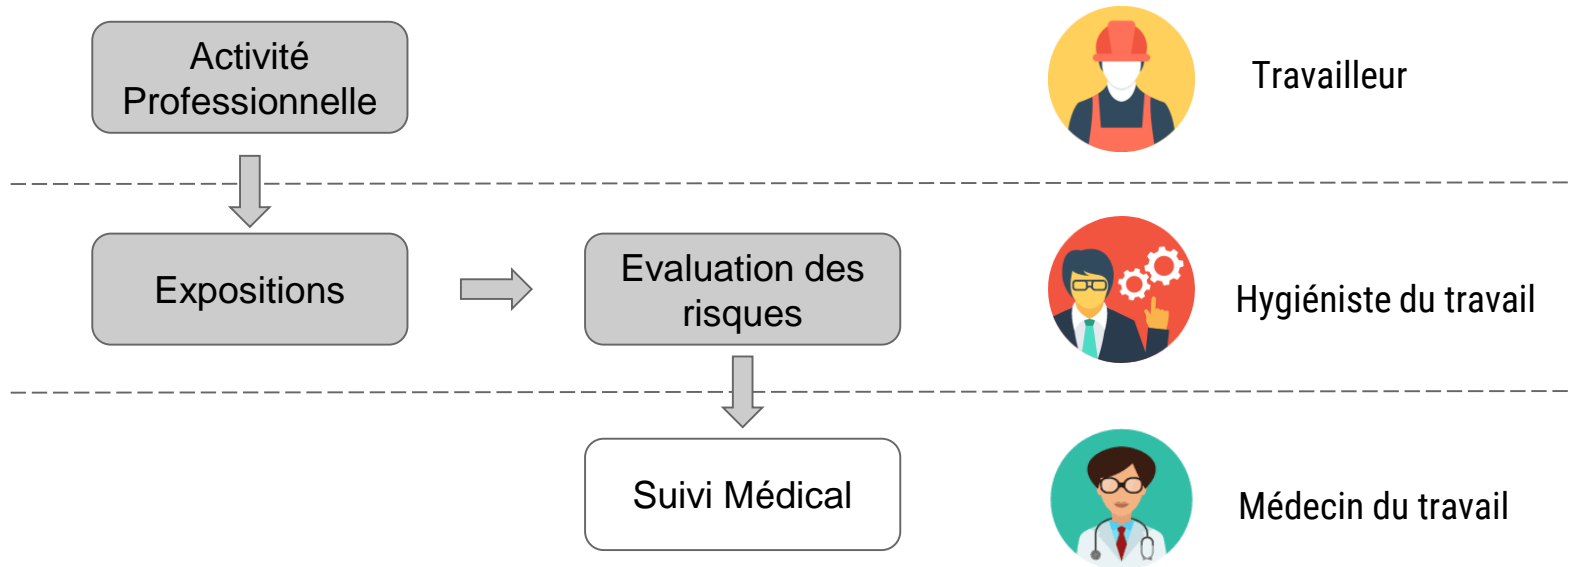 Activité
Professionnelle
Travailleur
Expositions
Evaluation des
risques
Hygiéniste du travail
Suivi Médical
Médecin du travail